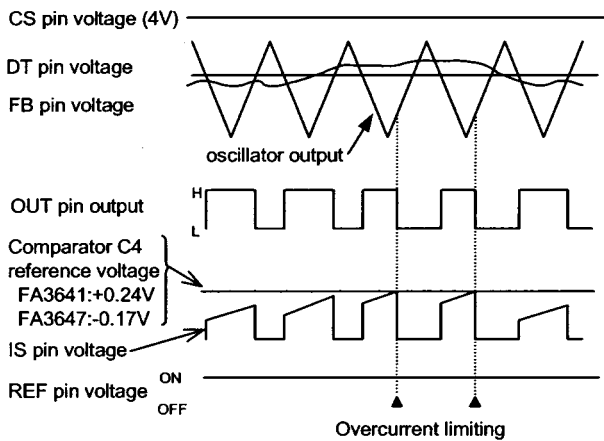 CS pin voltage (4V)
DT pin voltage
FB pin voltage
oscillator output
OUT pin output
H
L
Comparator C4
reference voltage
FA3641:+0.24V
FA3647:-0.17V
IS pin voltage
REF pin voltage
ON
OFF
Overcurrent limiting